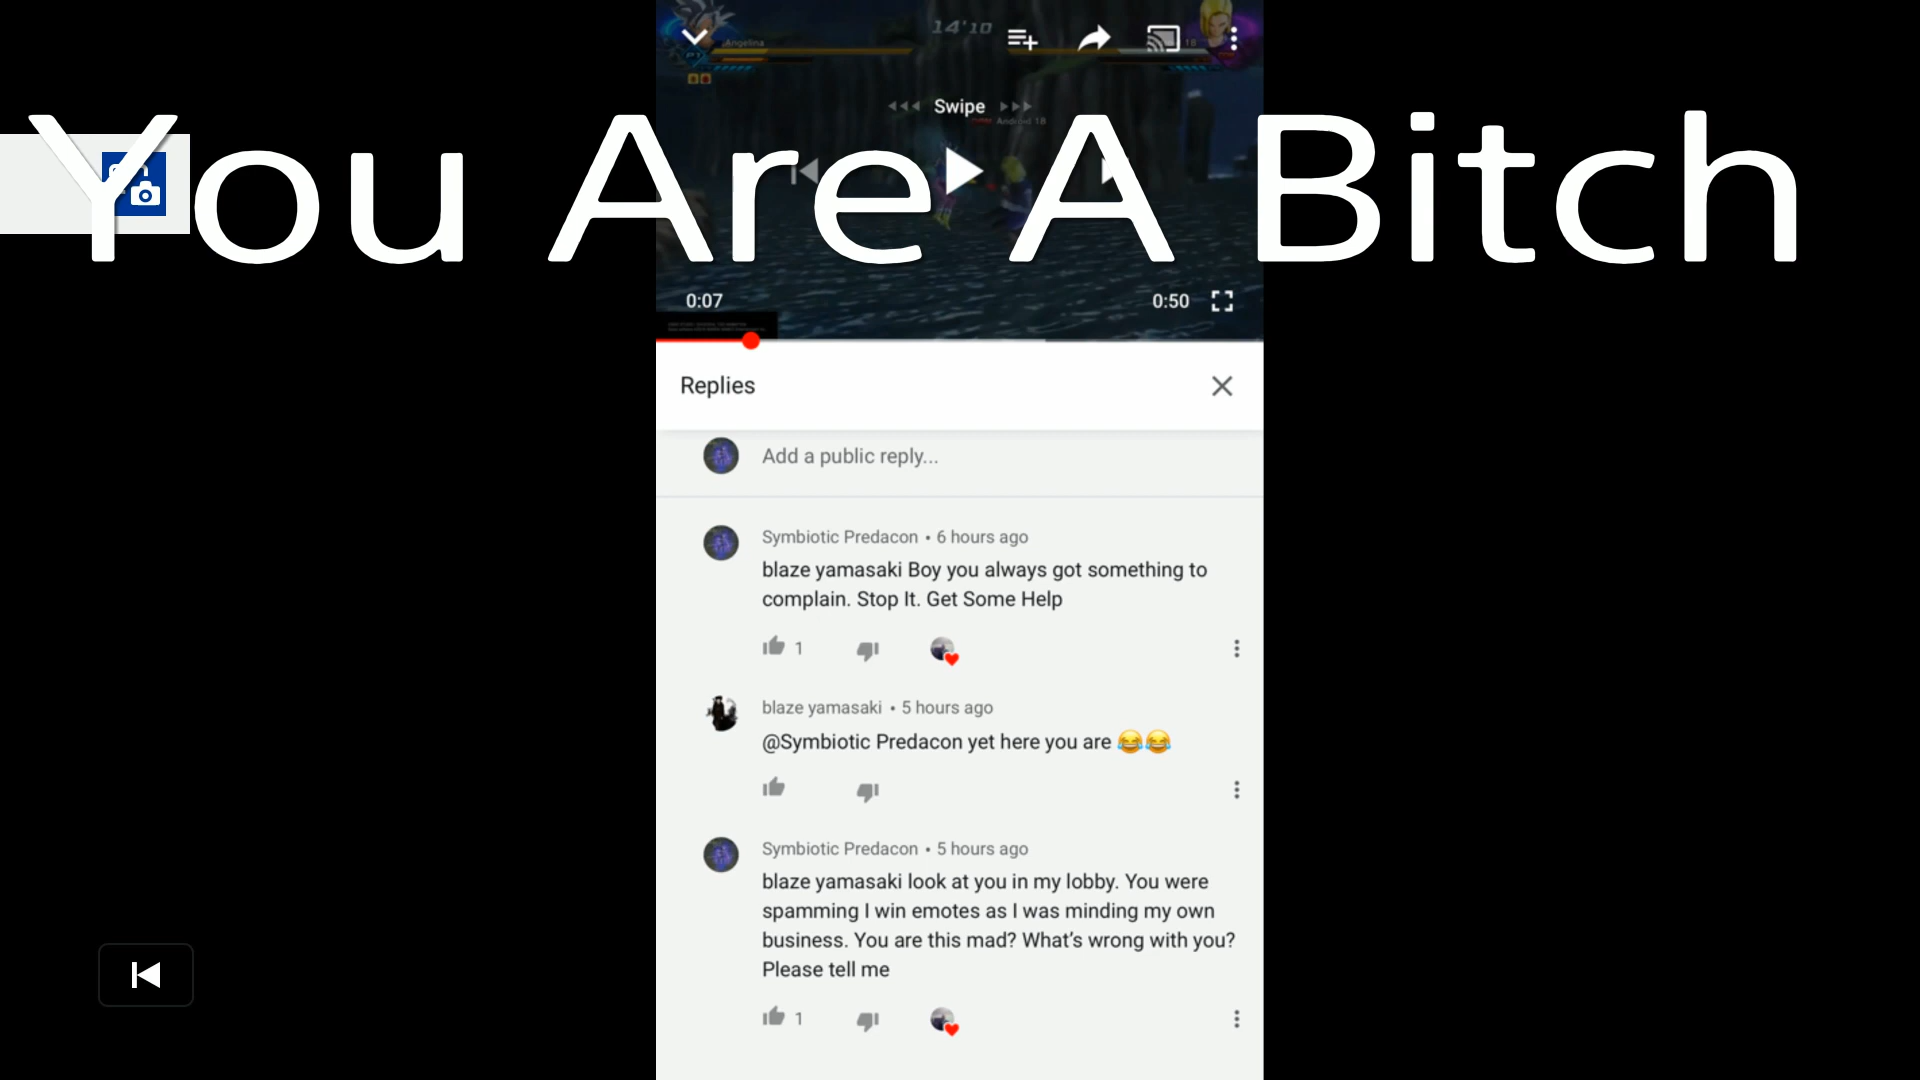 Angelina
14'10
18
Swipe
Android 18
You Are A Bitch
0:07
0:50
Replies
Add a public reply...
Symbiotic Predacon • 6 hours ago
blaze yamasaki Boy you always got something to
complain. Stop It. Get Some Help
1
blaze yamasaki • 5 hours ago
@Symbiotic Predacon yet here you are 😂😂
Symbiotic Predacon • 5 hours ago
blaze yamasaki look at you in my lobby. You were
spamming I win emotes as I was minding my own
business. You are this mad? What's wrong with you?
Please tell me
1